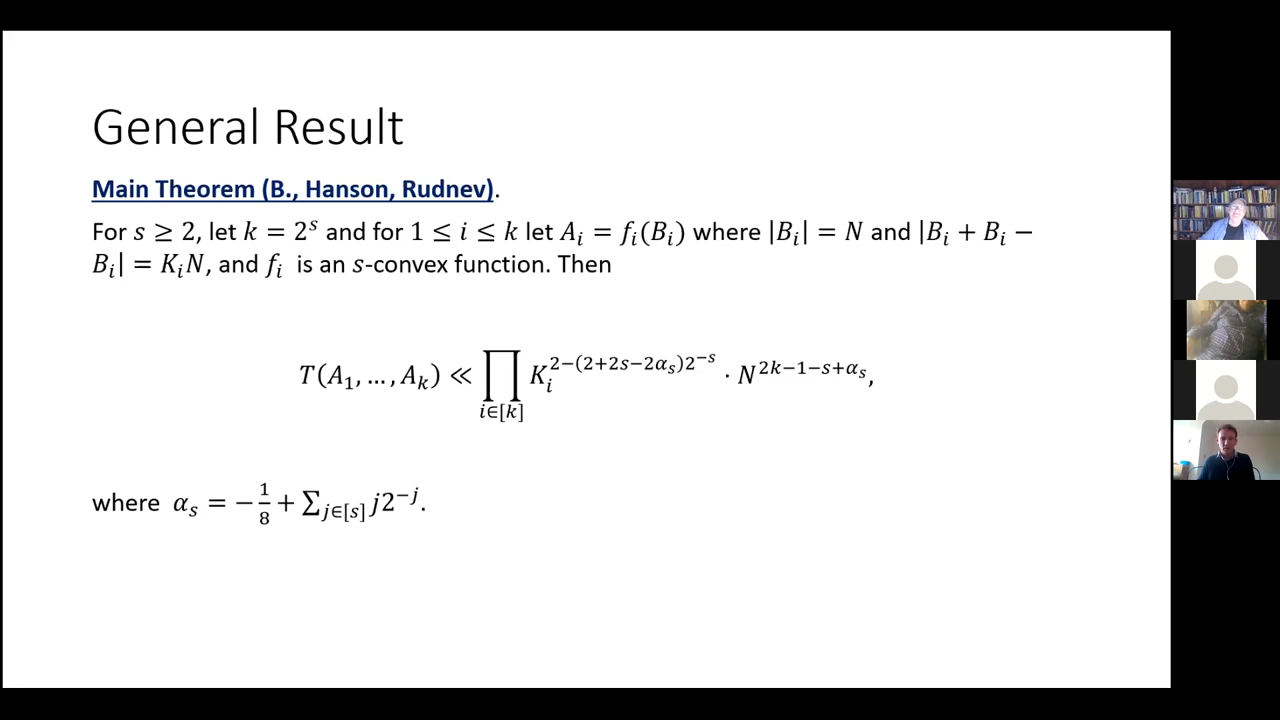 General Result
Main Theorem (B., Hanson, Rudnev).
For s ≥ 2, let k = 2^s and for 1 ≤ i ≤ k let A_i = f_i(B_i) where |B_i| = N and |B_i + B_i −
B_i| = K_iN, and f_i is an s-convex function. Then
T(A_1, … , A_k) ≪ ∏_{i∈[k]} K_i^{2−(2+2s−2α_s)2^{−s}} · N^{2k−1−s+α_s},
where α_s = −1/8 + ∑_{j∈[s]} j2^{−j}.